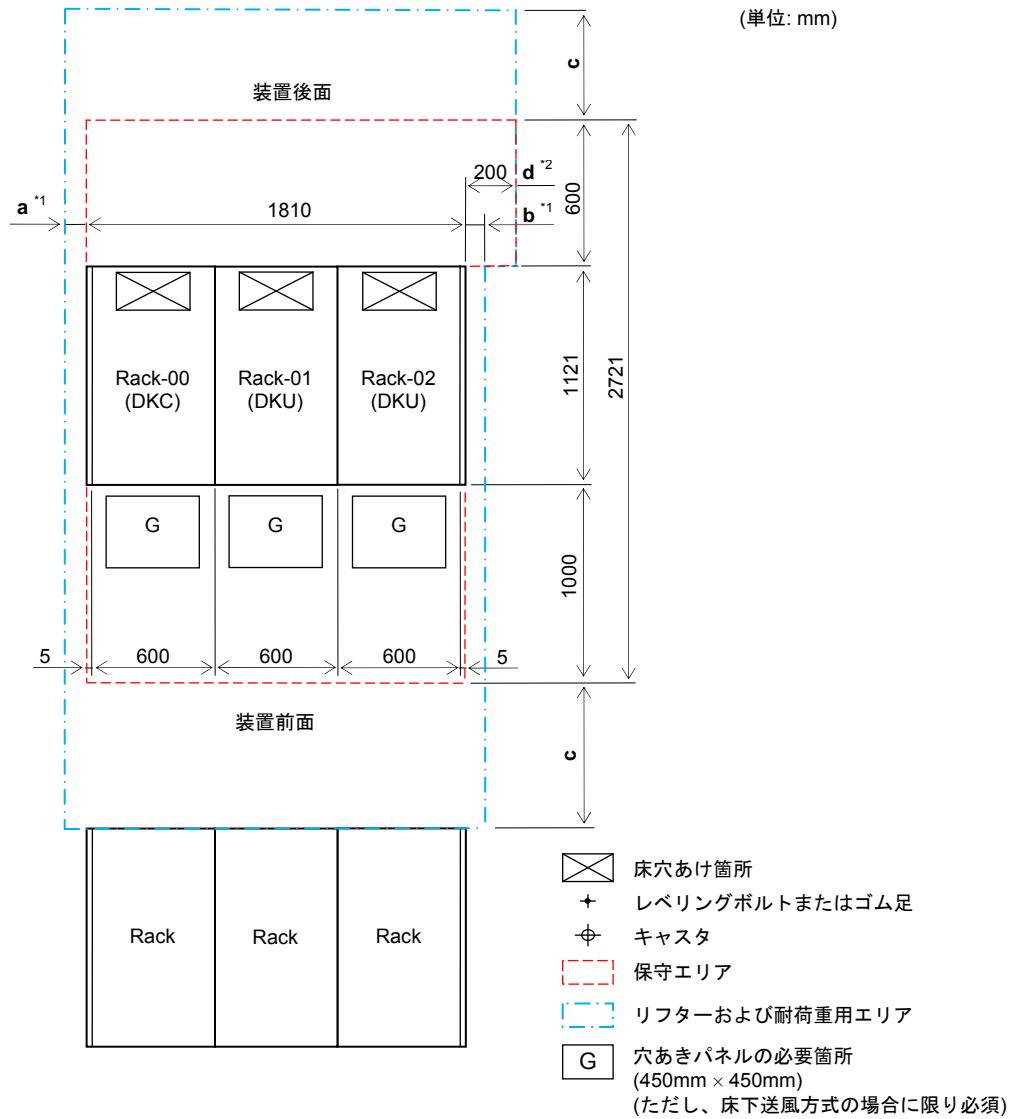 (単位: mm)
c
装置後面
200 d *2
600
a *1
1810
b *1
Rack-00
(DKC)
Rack-01
(DKU)
Rack-02
(DKU)
1121
2721
G
G
G
1000
5
600
600
600
5
装置前面
c
Rack
Rack
Rack
床穴あけ箇所
レベリングボルトまたはゴム足
キャスタ
保守エリア
リフターおよび耐荷重用エリア
G
穴あきパネルの必要箇所
(450mm × 450mm)
(ただし、床下送風方式の場合に限り必須)